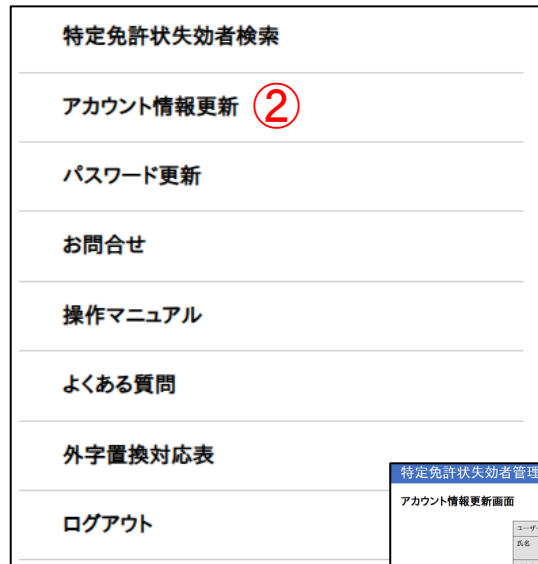 特定免許状失効者検索
アカウント情報更新 ②
パスワード更新
お問合せ
操作マニュアル
よくある質問
外字置換対応表
ログアウト
特定免許状失効者管理
アカウント情報更新画面
ユーザー
氏名